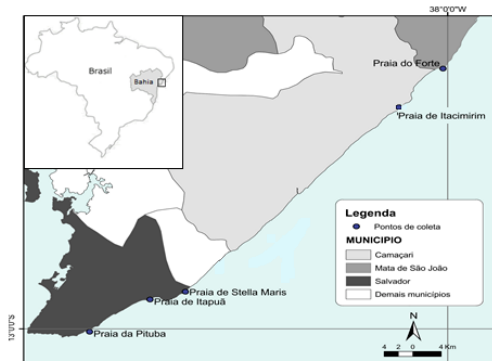 38°0'0"W
Brasil
Bahia
Praia do Forte
Praia de Itacimirim
Legenda
Pontos de coleta
MUNICIPIO
Camaçari
Mata de São João
Salvador
Demais municípios
Praia de Stella Maris
Praia de Itapuã
Praia da Pituba
13°0'0"S
N
4 2 0 4 Km